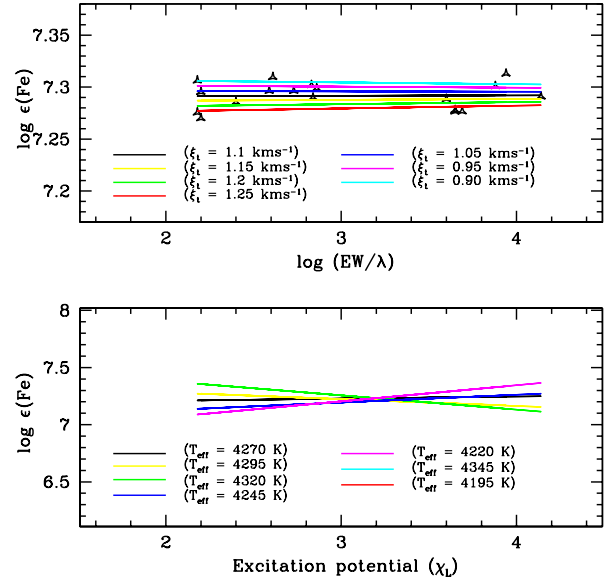 7.35
7.3
7.25
7.2
log ε(Fe)
(ξt = 1.1 kms⁻¹)
(ξt = 1.15 kms⁻¹)
(ξt = 1.2 kms⁻¹)
(ξt = 1.25 kms⁻¹)
(ξt = 1.05 kms⁻¹)
(ξt = 0.95 kms⁻¹)
(ξt = 0.90 kms⁻¹)
2 3 4
log (EW/λ)
8
7.5
7
6.5
log ε(Fe)
(Teff = 4270 K)
(Teff = 4295 K)
(Teff = 4320 K)
(Teff = 4245 K)
(Teff = 4220 K)
(Teff = 4345 K)
(Teff = 4195 K)
2 3 4
Excitation potential (χk)